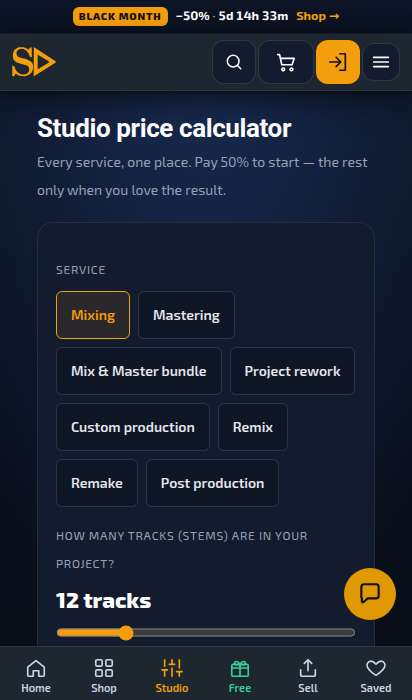 BLACK MONTH −50% · 5d 14h 33m Shop →
S
Studio price calculator
Every service, one place. Pay 50% to start — the rest
only when you love the result.
SERVICE
Mixing Mastering
Mix & Master bundle Project rework
Custom production Remix
Remake Post production
HOW MANY TRACKS (STEMS) ARE IN YOUR
PROJECT?
12 tracks
Home Shop Studio Free Sell Saved